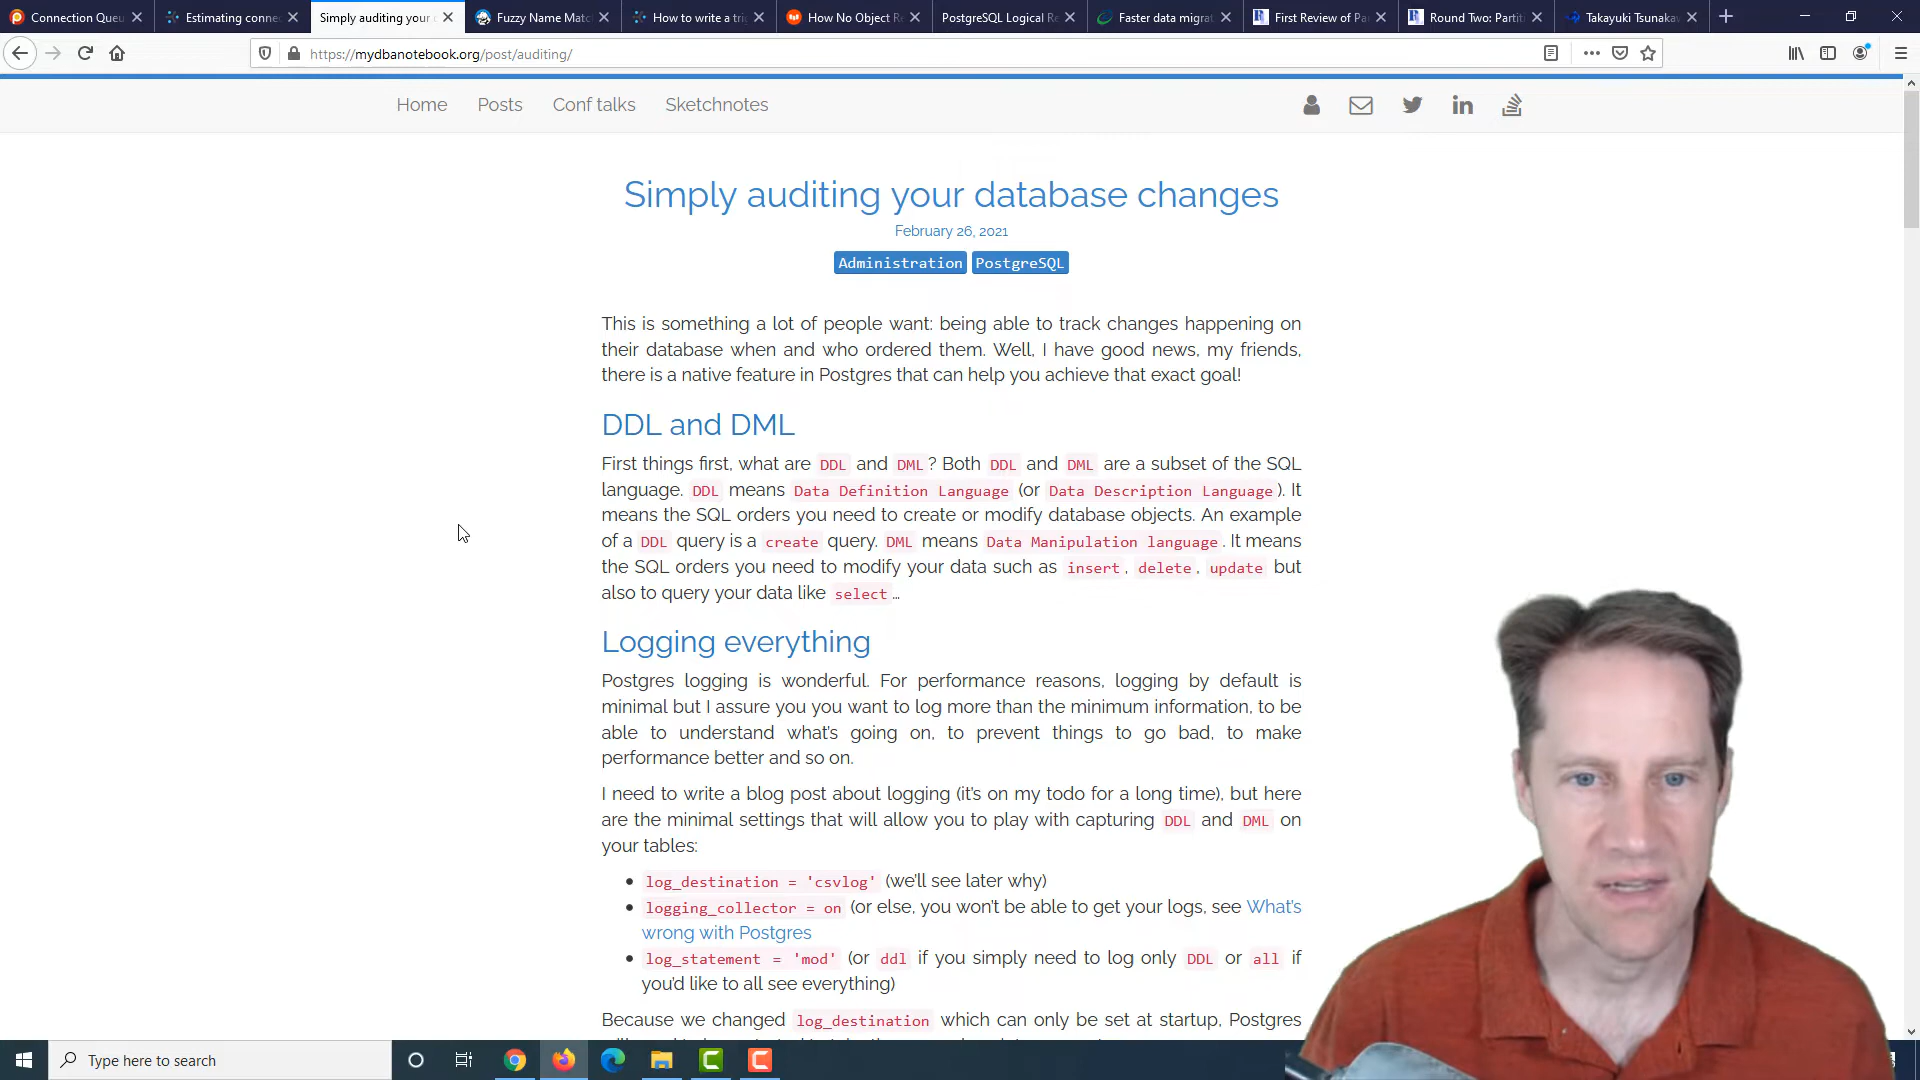 Connection Queu
Estimating conne
Simply auditing your
Fuzzy Name Matc
How to write a tri
How No Object Re
PostgreSQL Logical Re
Faster data migrat
First Review of Pa
Round Two: Partiti
Takayuki Tsunakaw
https://mydbanotebook.org/post/auditing/
Home
Posts
Conf talks
Sketchnotes
Simply auditing your database changes
February 26, 2021
Administration PostgreSQL
This is something a lot of people want: being able to track changes happening on
their database when and who ordered them. Well, I have good news, my friends,
there is a native feature in Postgres that can help you achieve that exact goal!
DDL and DML
First things first, what are DDL and DML? Both DDL and DML are a subset of the SQL
language. DDL means Data Definition Language (or Data Description Language). It
means the SQL orders you need to create or modify database objects. An example
of a DDL query is a create query. DML means Data Manipulation language. It means
the SQL orders you need to modify your data such as insert, delete, update but
also to query your data like select…
Logging everything
Postgres logging is wonderful. For performance reasons, logging by default is
minimal but I assure you you want to log more than the minimum information, to be
able to understand what's going on, to prevent things to go bad, to make
performance better and so on.
I need to write a blog post about logging (it's on my todo for a long time), but here
are the minimal settings that will allow you to play with capturing DDL and DML on
your tables:
log_destination = 'csvlog' (we'll see later why)
logging_collector = on (or else, you won't be able to get your logs, see What's
wrong with Postgres
log_statement = 'mod' (or ddl if you simply need to log only DDL or all if
you'd like to all see everything)
Because we changed log_destination which can only be set at startup, Postgres
Type here to search